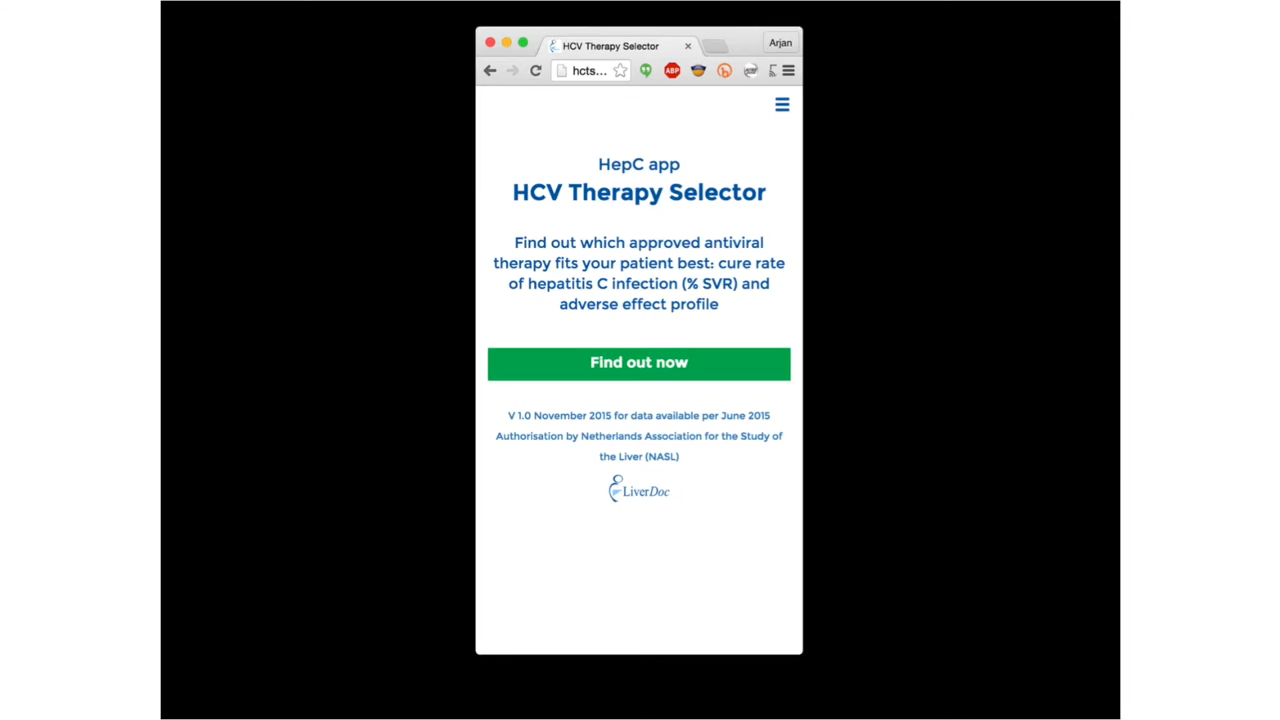 HCV Therapy Selector
Arjan
hcts...
ABP
HepC app
HCV Therapy Selector
Find out which approved antiviral
therapy fits your patient best: cure rate
of hepatitis C infection (% SVR) and
adverse effect profile
Find out now
V 1.0 November 2015 for data available per June 2015
Authorisation by Netherlands Association for the Study of
the Liver (NASL)
LiverDoc